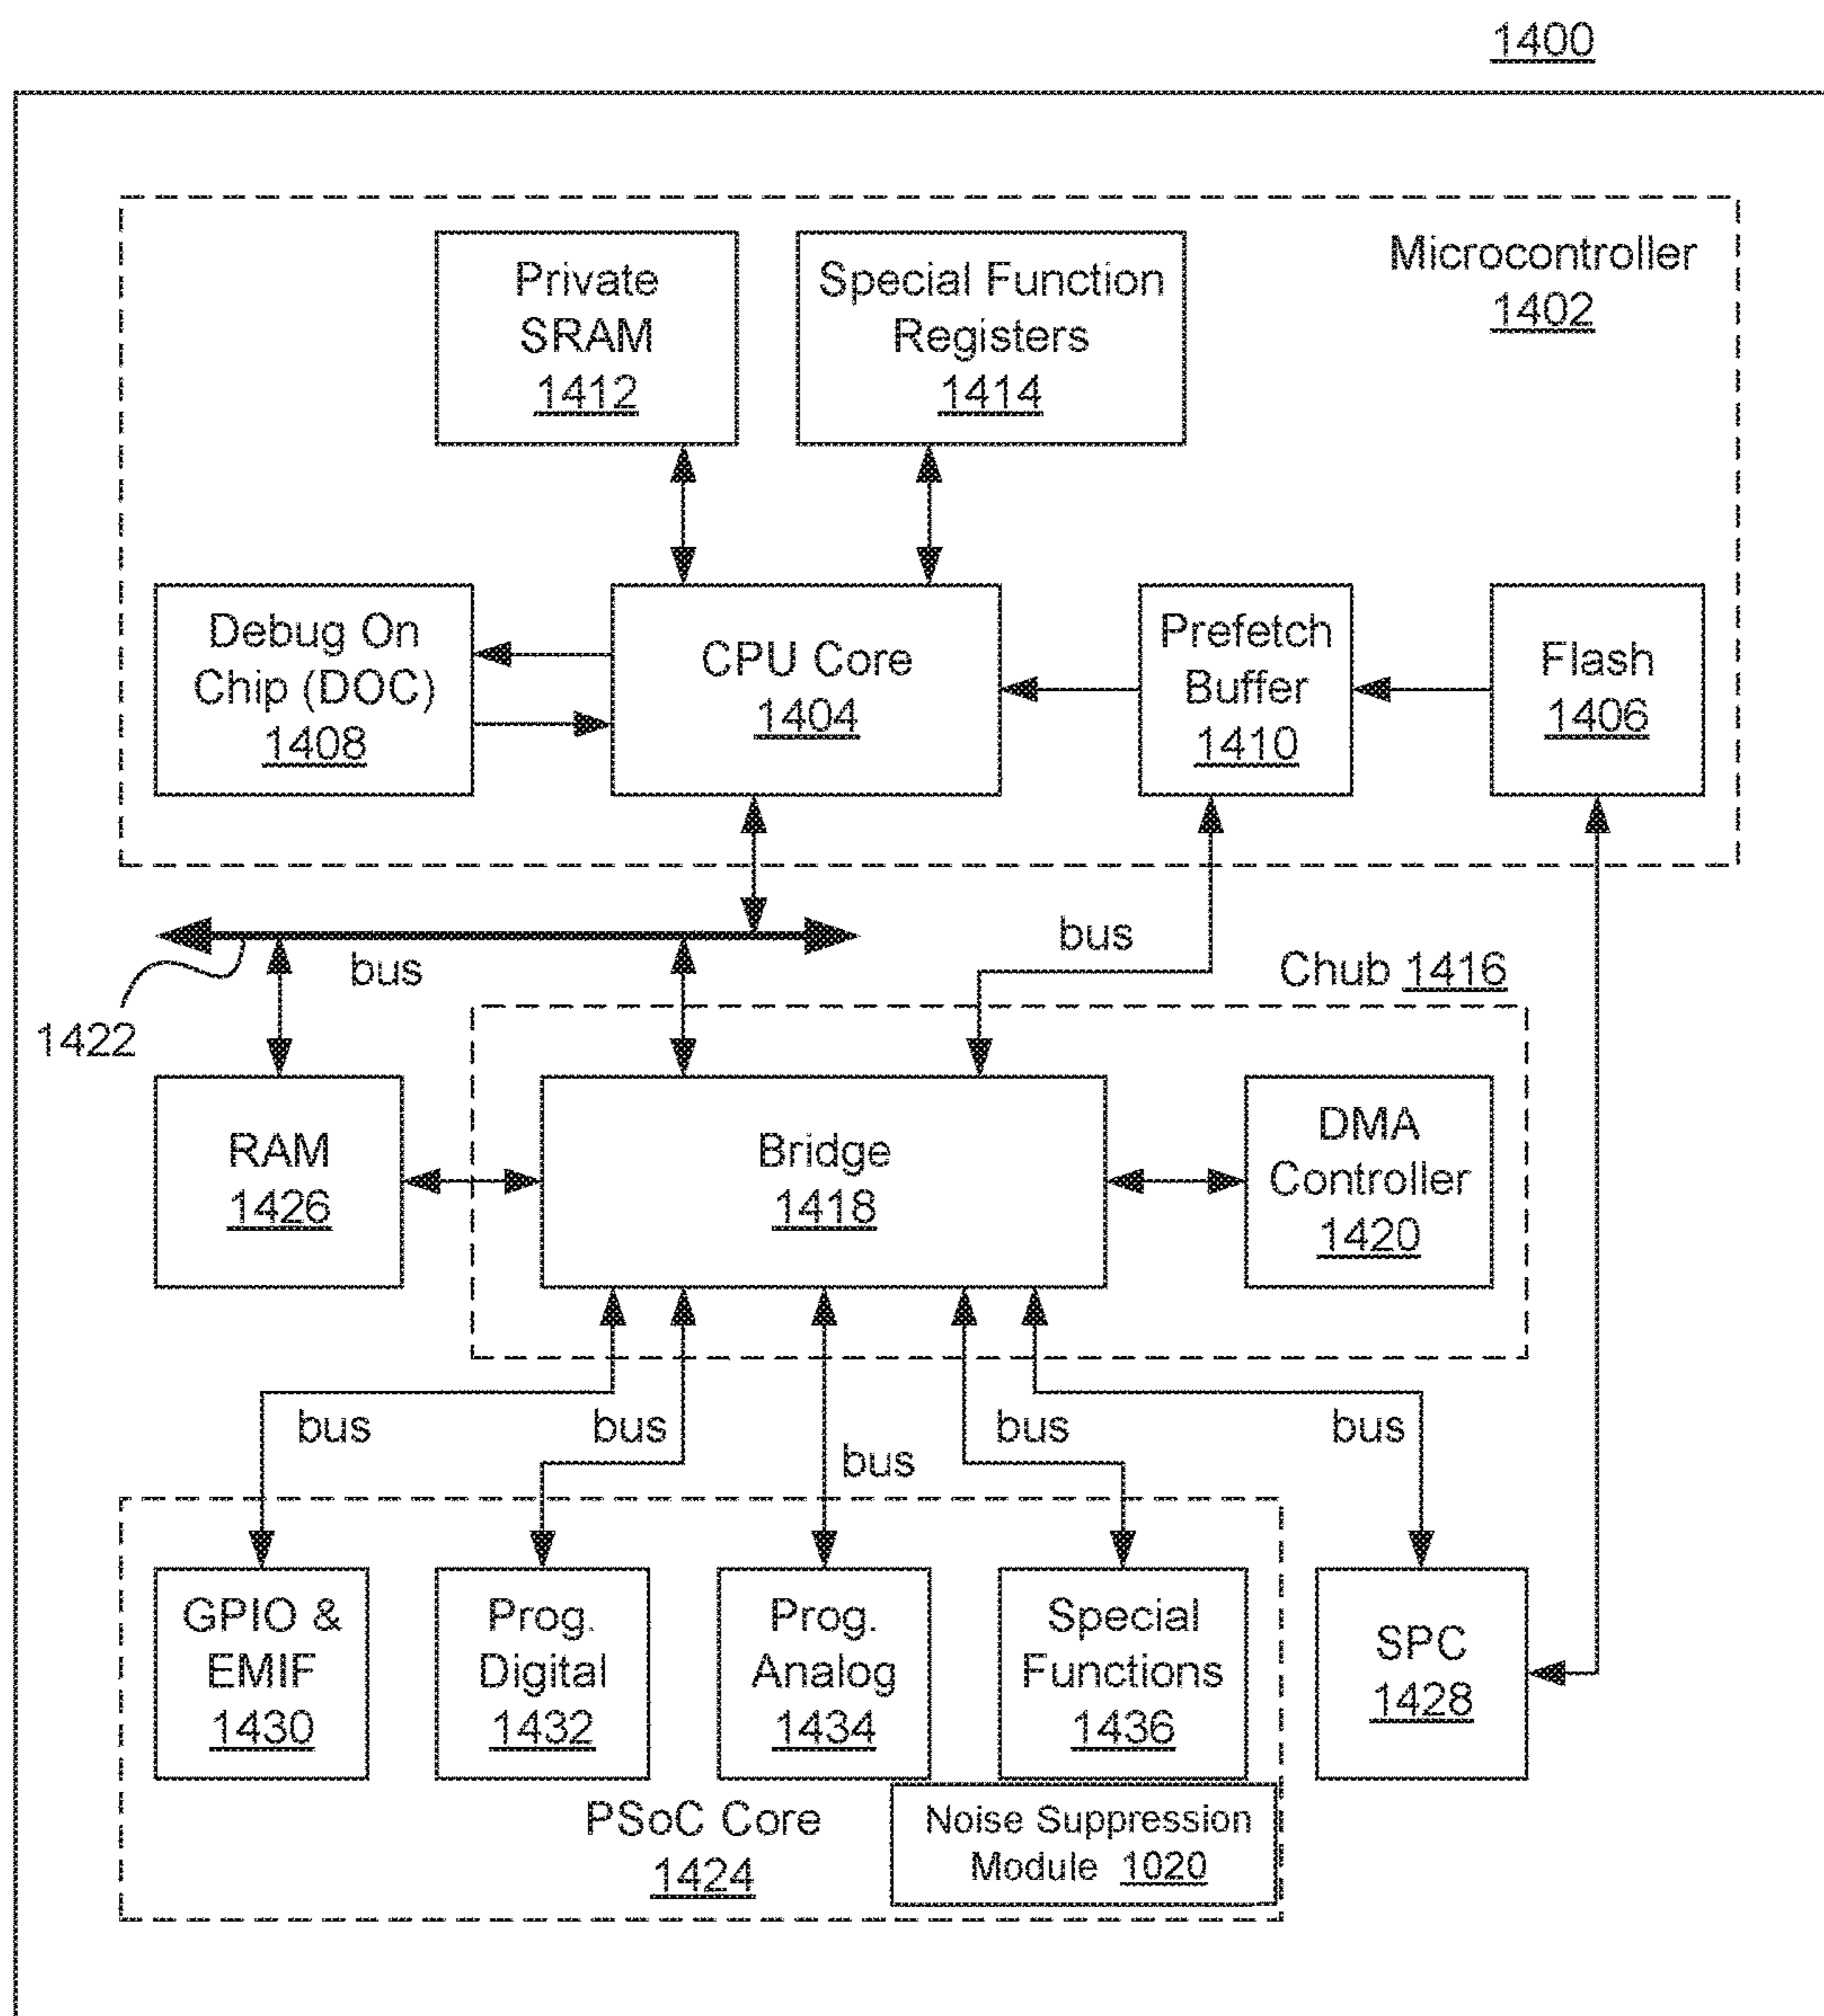 1400
Microcontroller
1402
Private
SRAM
1412
Special Function
Registers
1414
Debug On
Chip (DOC)
1408
CPU Core
1404
Prefetch
Buffer
1410
Flash
1406
bus
bus
Chub 1416
1422
RAM
1426
Bridge
1418
DMA
Controller
1420
bus
bus
bus
bus
bus
GPIO &
EMIF
1430
Prog.
Digital
1432
Prog.
Analog
1434
Special
Functions
1436
SPC
1428
PSoC Core
1424
Noise Suppression
Module 1020